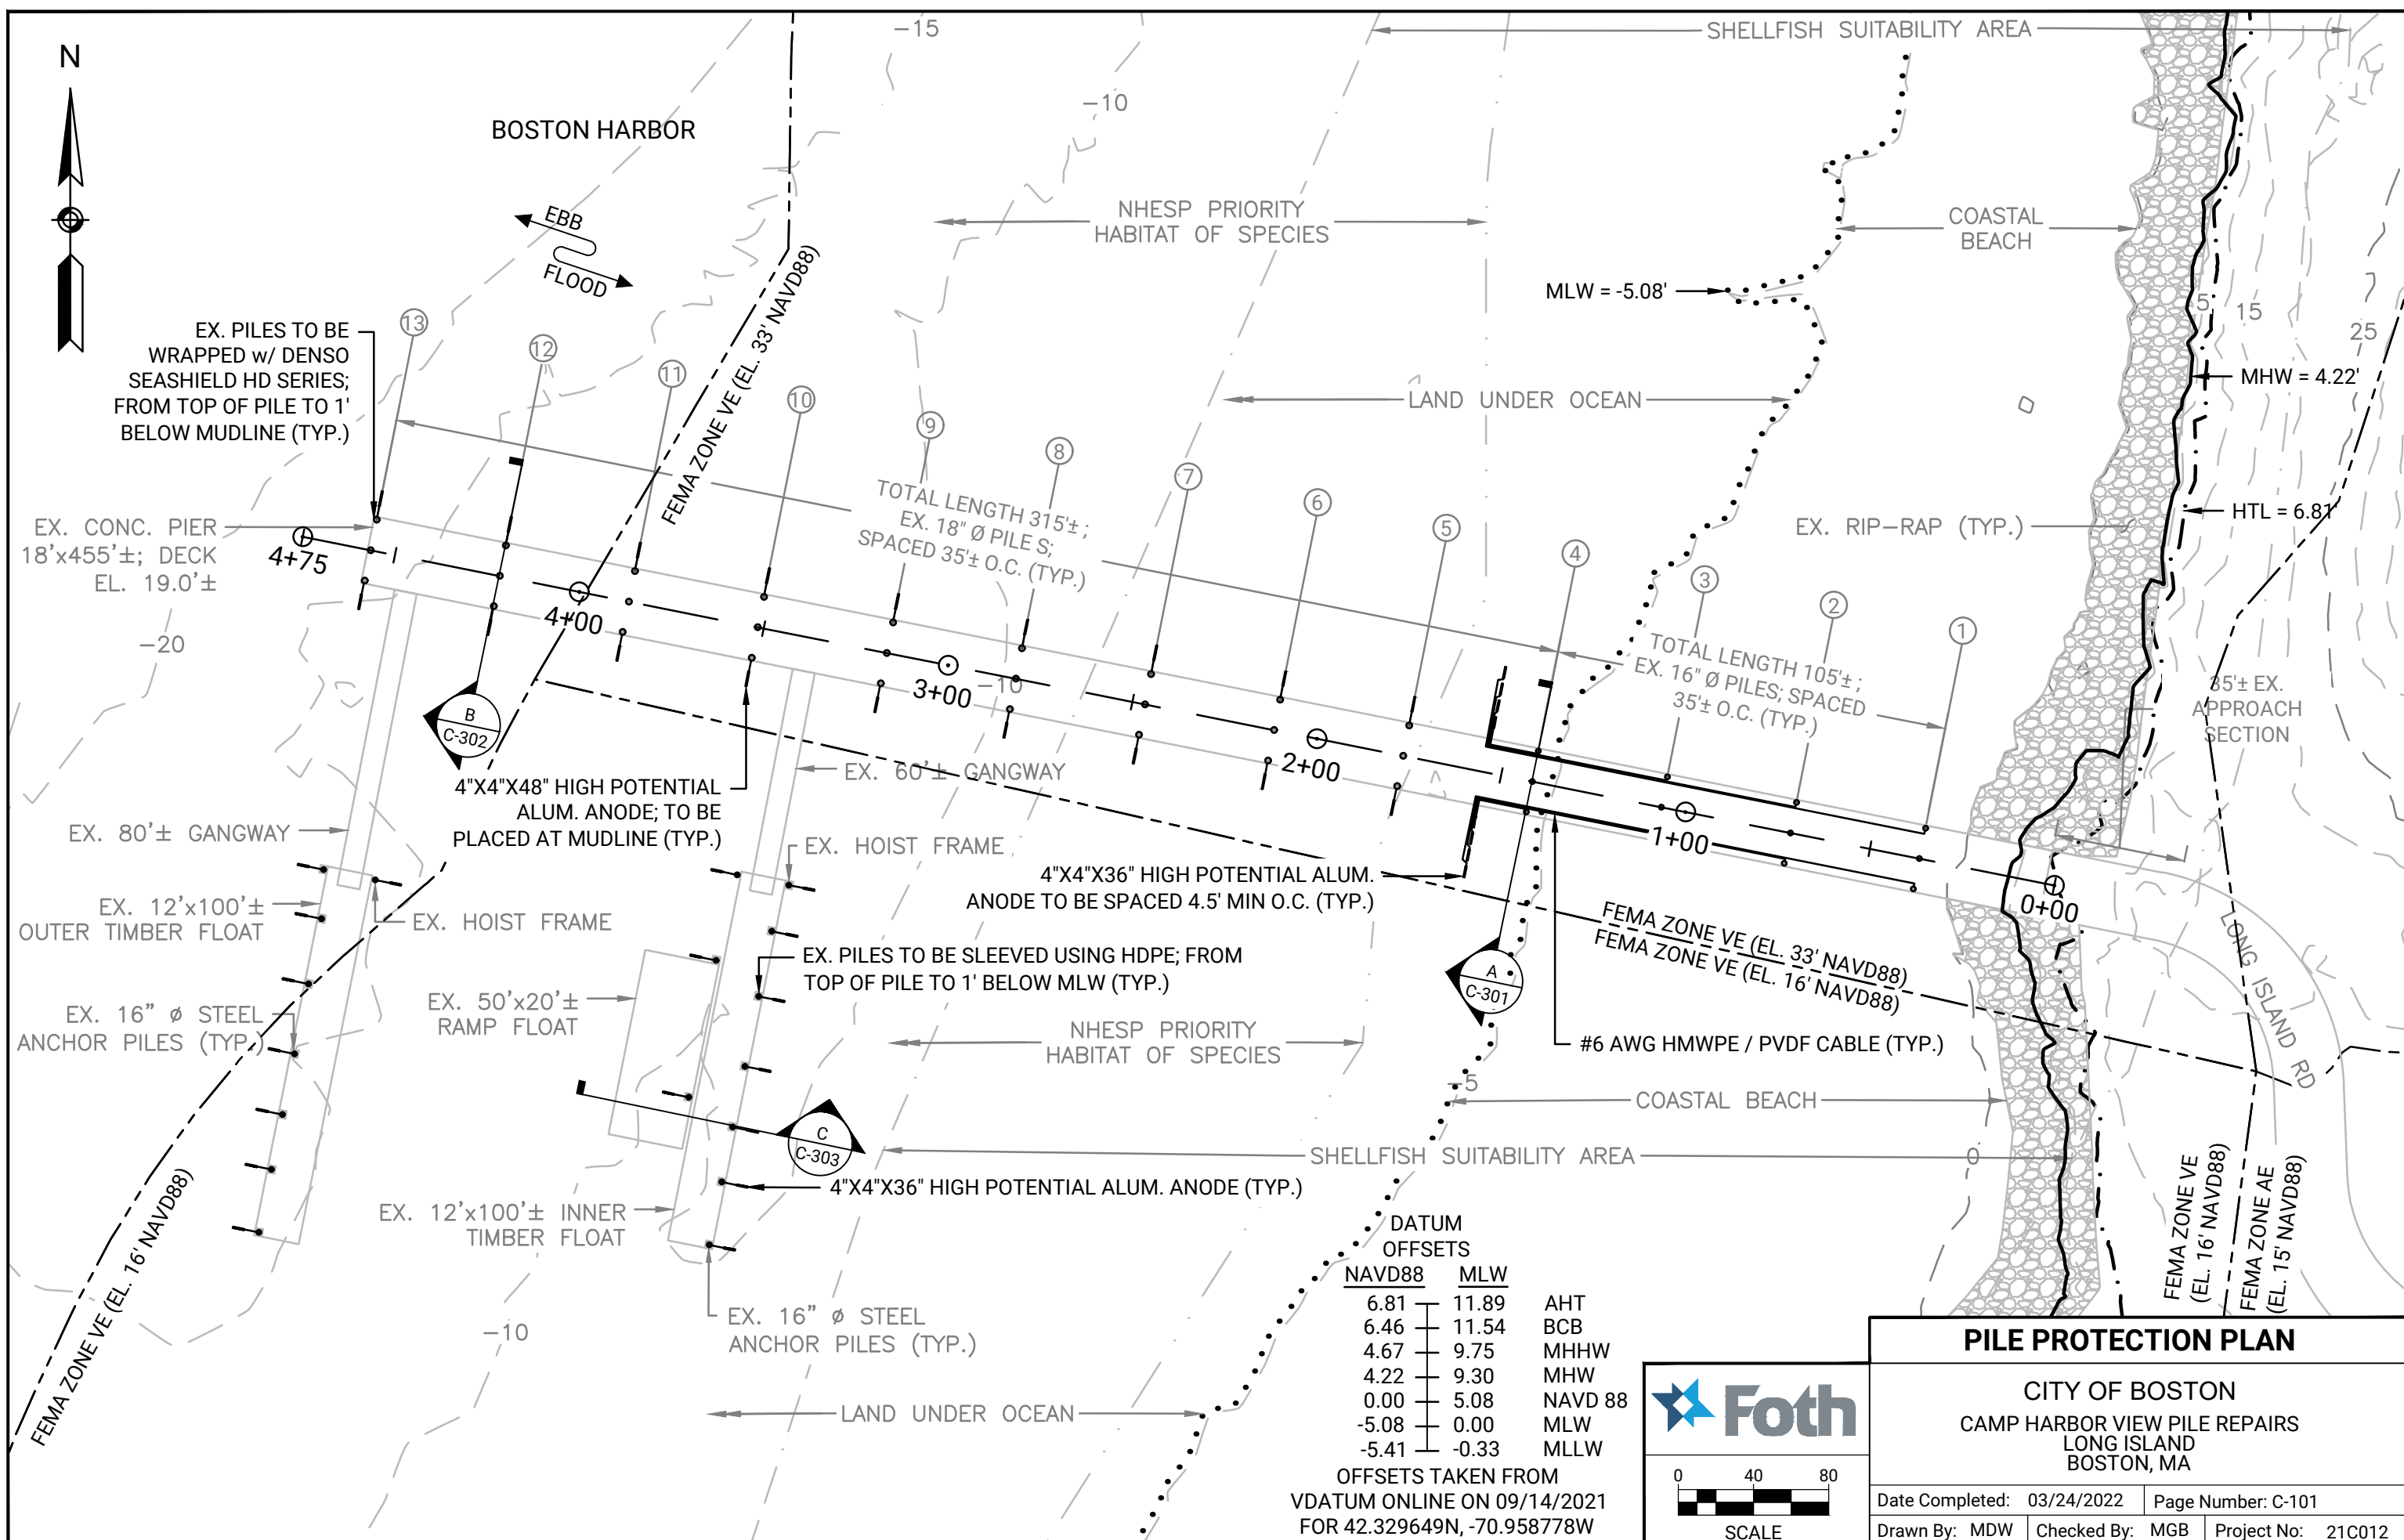 N
BOSTON HARBOR
EBB
FLOOD
-15
-10
SHELLFISH SUITABILITY AREA
NHESP PRIORITY
HABITAT OF SPECIES
COASTAL
BEACH
MLW = -5.08'
LAND UNDER OCEAN
5
15
25
MHW = 4.22'
HTL = 6.81'
EX. RIP-RAP (TYP.)
FEMA ZONE VE (EL. 33' NAVD88)
EX. PILES TO BE
WRAPPED w/ DENSO
SEASHIELD HD SERIES;
FROM TOP OF PILE TO 1'
BELOW MUDLINE (TYP.)
13
12
11
10
9
8
7
6
5
4
3
2
1
TOTAL LENGTH 315'±;
EX. 18" Ø PILE S;
SPACED 35'± O.C. (TYP.)
TOTAL LENGTH 105'±;
EX. 16" Ø PILES; SPACED
35'± O.C. (TYP.)
EX. CONC. PIER
18'x455'±; DECK
EL. 19.0'±
4+75
4+00
3+00
2+00
1+00
0+00
-20
-10
35'± EX.
APPROACH
SECTION
B
C-302
4"X4"X48" HIGH POTENTIAL
ALUM. ANODE; TO BE
PLACED AT MUDLINE (TYP.)
EX. 60'± GANGWAY
EX. 80'± GANGWAY
EX. HOIST FRAME
EX. 12'x100'±
OUTER TIMBER FLOAT
EX. HOIST FRAME
4"X4"X36" HIGH POTENTIAL ALUM.
ANODE TO BE SPACED 4.5' MIN O.C. (TYP.)
EX. PILES TO BE SLEEVED USING HDPE; FROM
TOP OF PILE TO 1' BELOW MLW (TYP.)
EX. 16" ø STEEL
ANCHOR PILES (TYP.)
EX. 50'x20'±
RAMP FLOAT
A
C-301
FEMA ZONE VE (EL. 33' NAVD88)
FEMA ZONE VE (EL. 16' NAVD88)
LONG ISLAND RD
NHESP PRIORITY
HABITAT OF SPECIES
#6 AWG HMWPE / PVDF CABLE (TYP.)
-5
COASTAL BEACH
C
C-303
SHELLFISH SUITABILITY AREA
0
4"X4"X36" HIGH POTENTIAL ALUM. ANODE (TYP.)
EX. 12'x100'± INNER
TIMBER FLOAT
FEMA ZONE VE (EL. 16' NAVD88)
FEMA ZONE VE
(EL. 16' NAVD88)
FEMA ZONE AE
(EL. 15' NAVD88)
EX. 16" ø STEEL
ANCHOR PILES (TYP.)
-10
LAND UNDER OCEAN
DATUM
OFFSETS
NAVD88 MLW
6.81 11.89 AHT
6.46 11.54 BCB
4.67 9.75 MHHW
4.22 9.30 MHW
0.00 5.08 NAVD 88
-5.08 0.00 MLW
-5.41 -0.33 MLLW
OFFSETS TAKEN FROM
VDATUM ONLINE ON 09/14/2021
FOR 42.329649N, -70.958778W
Foth
0 40 80
SCALE
PILE PROTECTION PLAN
CITY OF BOSTON
CAMP HARBOR VIEW PILE REPAIRS
LONG ISLAND
BOSTON, MA
Date Completed: 03/24/2022 Page Number: C-101
Drawn By: MDW Checked By: MGB Project No: 21C012